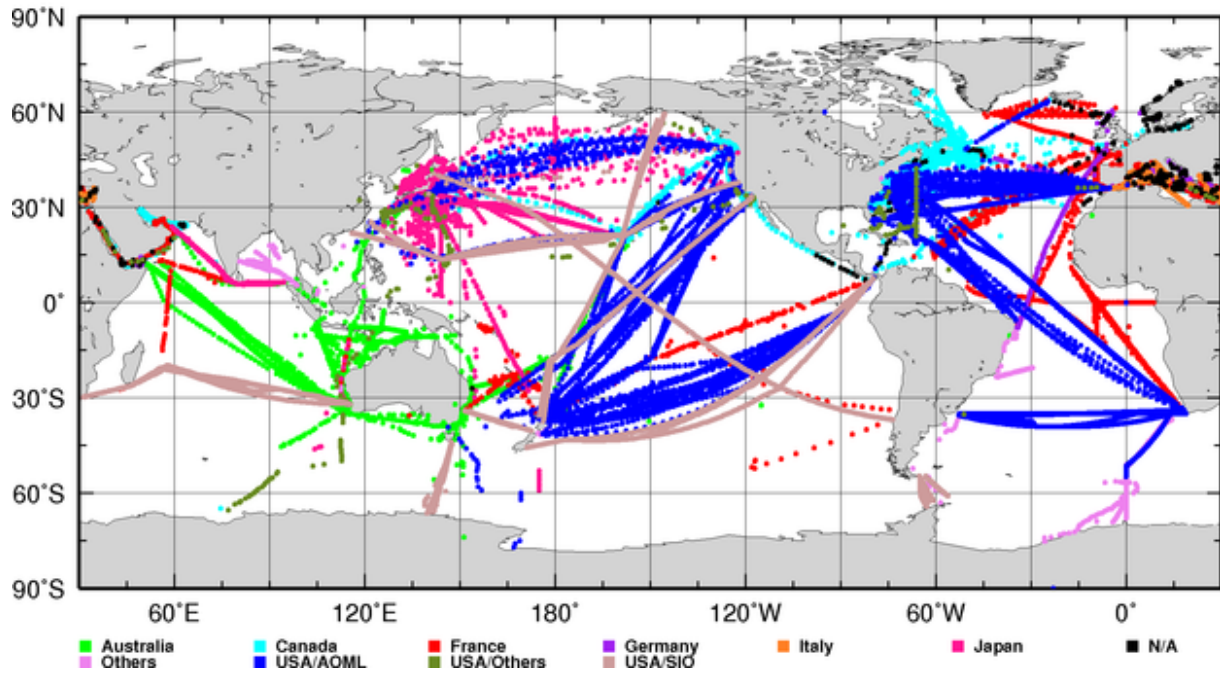 90°N
60°N
30°N
0°
30°S
60°S
90°S
60°E 120°E 180° 120°W 60°W 0°
Australia Canada France Germany Italy Japan N/A
Others USA/AOML USA/Others USA/SIO